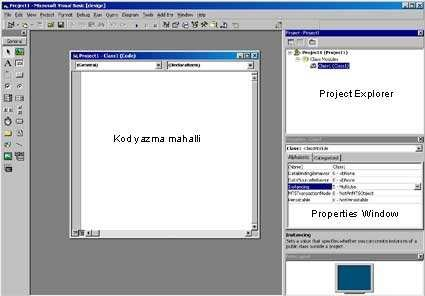 Project1 - Microsoft Visual Basic [design]
File Edit View Project Format Debug Run Query Diagram Tools Add-Ins Window Help
General
Project1 - Class1 (Code)
(General) (Declarations)
Kod yazma mahalli
Project - Project1
Project1 (Project1)
Class Modules
Class1 (Class1)
Project Explorer
Class1 ClassModule
Alphabetic Categorized
(Name) Class1
DataBindingBehavior 0 - vbNone
DataSourceBehavior 0 - vbNone
Instancing 5 - MultiUse
MTSTransactionMode 0 - NotAnMTSObject
Persistable 0 - NotPersistable
Properties Window
Instancing
Sets a value that specifies whether you can create instances of a public class outside a project.